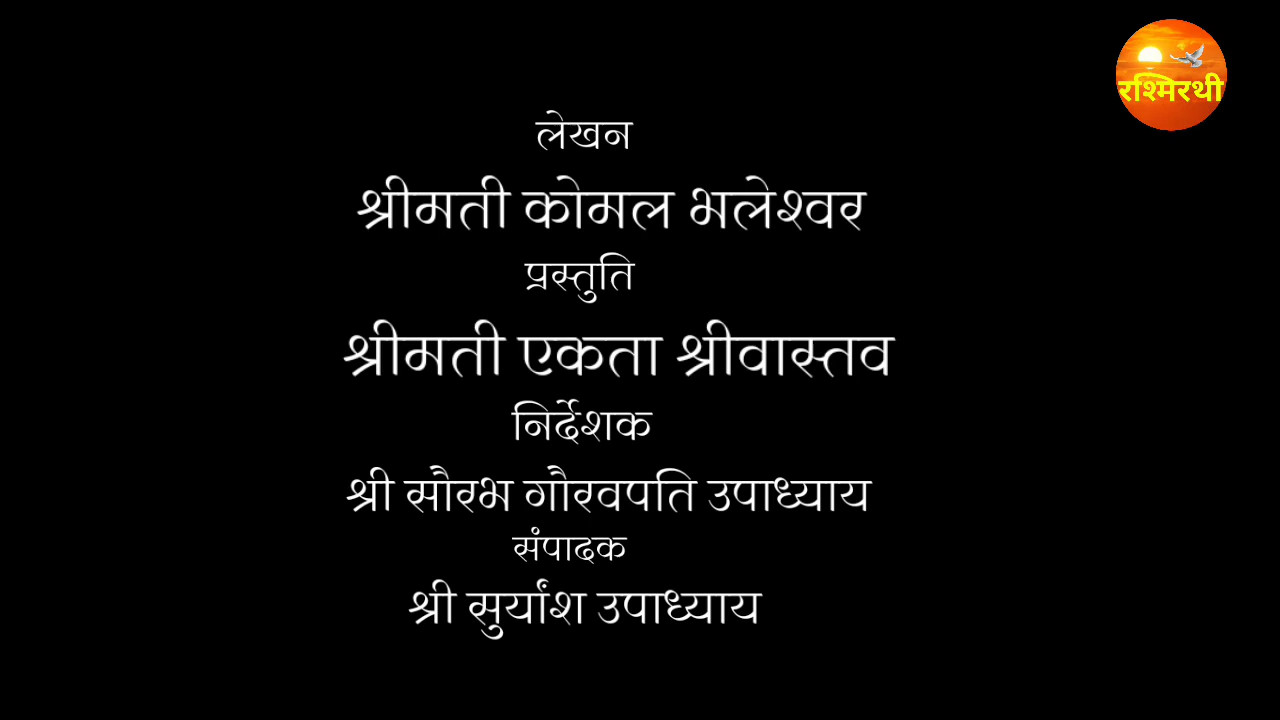 रश्मिरथी
लेखन
श्रीमती कोमल भलेश्वर
प्रस्तुति
श्रीमती एकता श्रीवास्तव
निर्देशक
श्री सौरभ गौरवपति उपाध्याय
संपादक
श्री सुर्यांश उपाध्याय